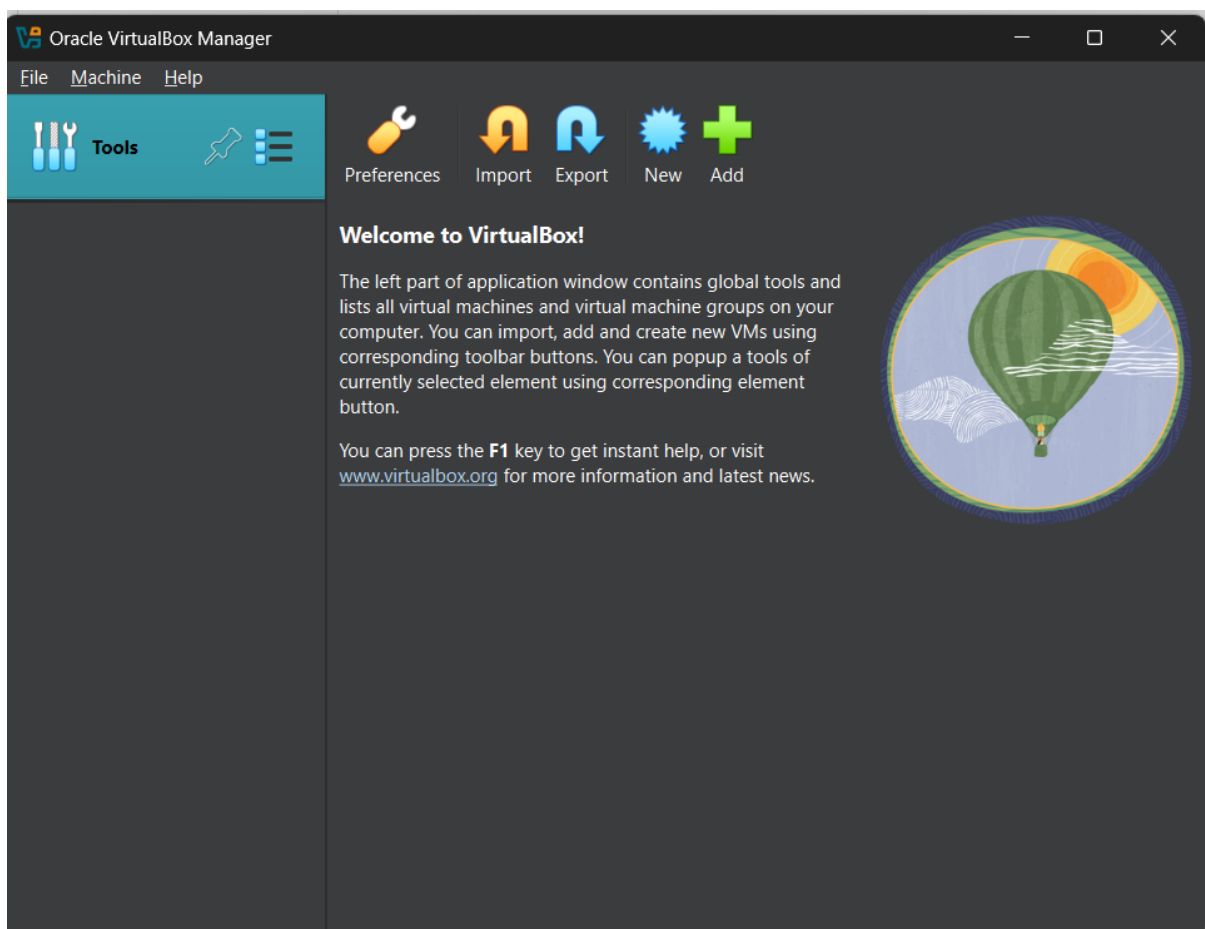 Oracle VirtualBox Manager
File Machine Help
Tools
Preferences Import Export New Add
Welcome to VirtualBox!
The left part of application window contains global tools and
lists all virtual machines and virtual machine groups on your
computer. You can import, add and create new VMs using
corresponding toolbar buttons. You can popup a tools of
currently selected element using corresponding element
button.
You can press the F1 key to get instant help, or visit
www.virtualbox.org for more information and latest news.